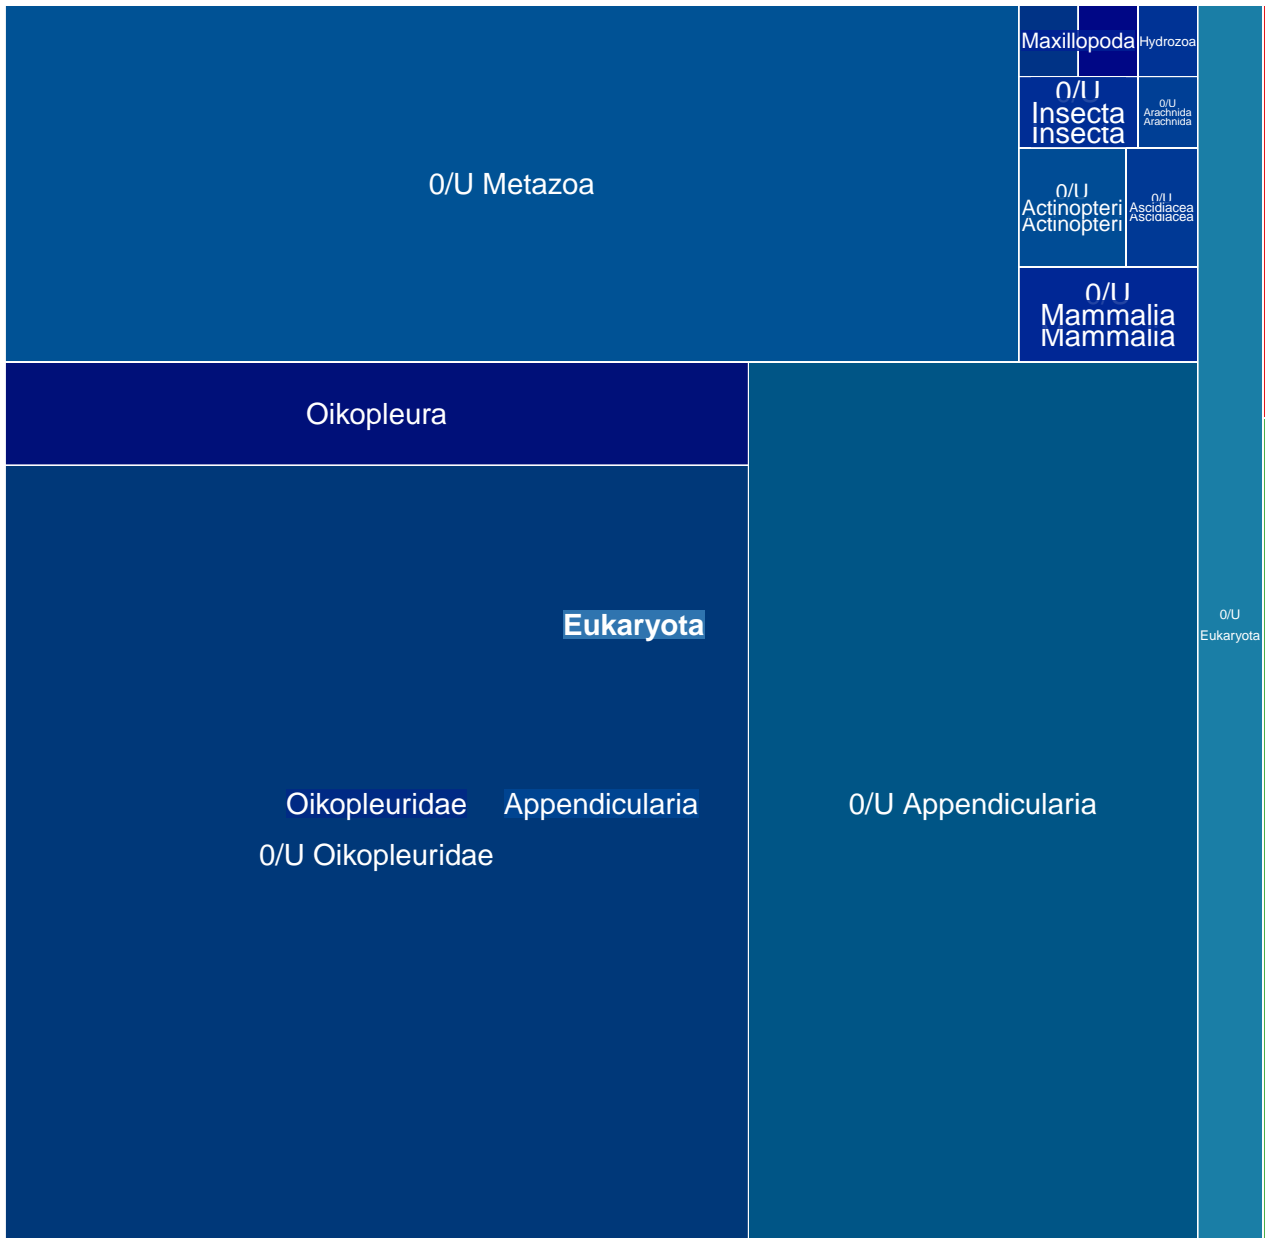 Maxillopoda
Hydrozoa
0/U
Insecta
Insecta
0/U
Arachnida
Arachnida
0/U Metazoa
0/U
Actinopteri
Actinopteri
0/U
Ascidiacea
Ascidiacea
0/U
Mammalia
Mammalia
Oikopleura
Eukaryota
0/U
Eukaryota
Oikopleuridae
Appendicularia
0/U Appendicularia
0/U Oikopleuridae